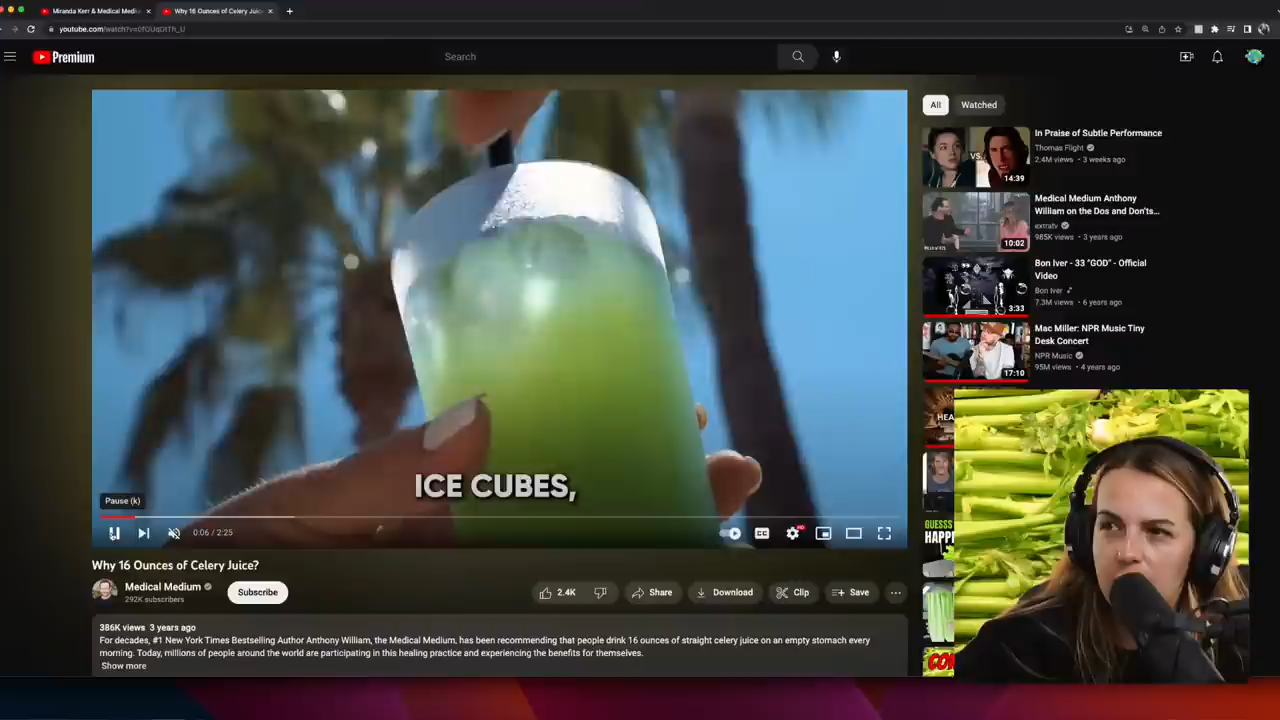 Miranda Kerr & Medical Mediu
Why 16 Ounces of Celery Juice
youtube.com/watch?v=
Premium
Search
ICE CUBES,
Pause (k)
0:06 / 2:25
CC
HD
Why 16 Ounces of Celery Juice?
Medical Medium
292K subscribers
Subscribe
2.4K
Share
Download
Clip
Save
386K views 3 years ago
For decades, #1 New York Times Bestselling Author Anthony William, the Medical Medium, has been recommending that people drink 16 ounces of straight celery juice on an empty stomach every
morning. Today, millions of people around the world are participating in this healing practice and experiencing the benefits for themselves.
Show more
All
Watched
VS.
14:39
In Praise of Subtle Performance
Thomas Flight
2.4M views • 3 weeks ago
10:02
Medical Medium Anthony
William on the Dos and Don'ts...
extratv
985K views • 3 years ago
3:33
Bon Iver - 33 "GOD" - Official
Video
Bon Iver
7.3M views • 6 years ago
17:10
Mac Miller: NPR Music Tiny
Desk Concert
NPR Music
95M views • 4 years ago
HEA
GUESSS
HAPP